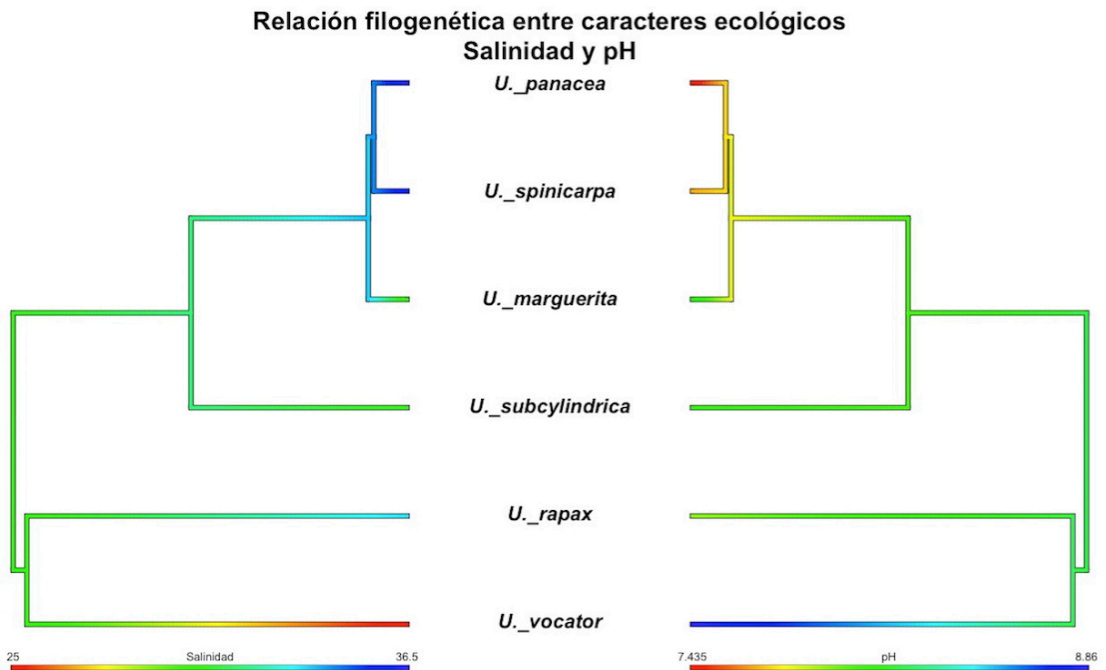 Relación filogenética entre caracteres ecológicos
Salinidad y pH
U._panacea
U._spinicarpa
U._marguerita
U._subcylindrica
U._rapax
U._vocator
25 Salinidad 36.5 7.435 pH 8.86